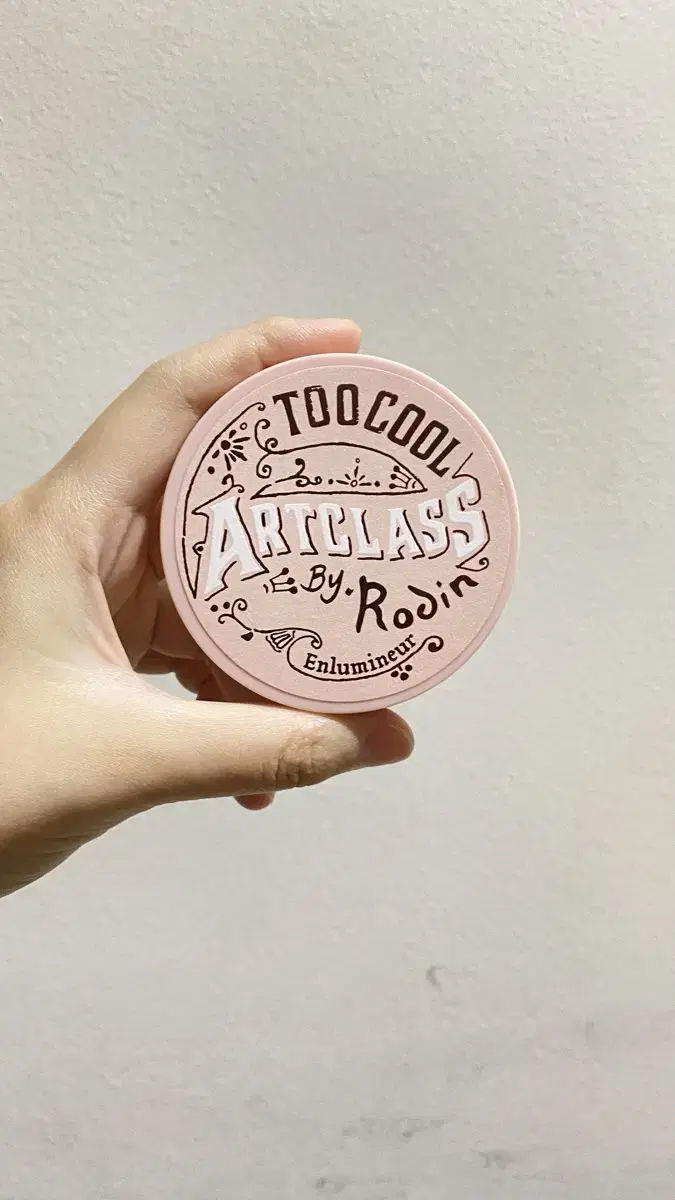 TOO COOL
ARTCLASS
By. Rodin
Enlumineur